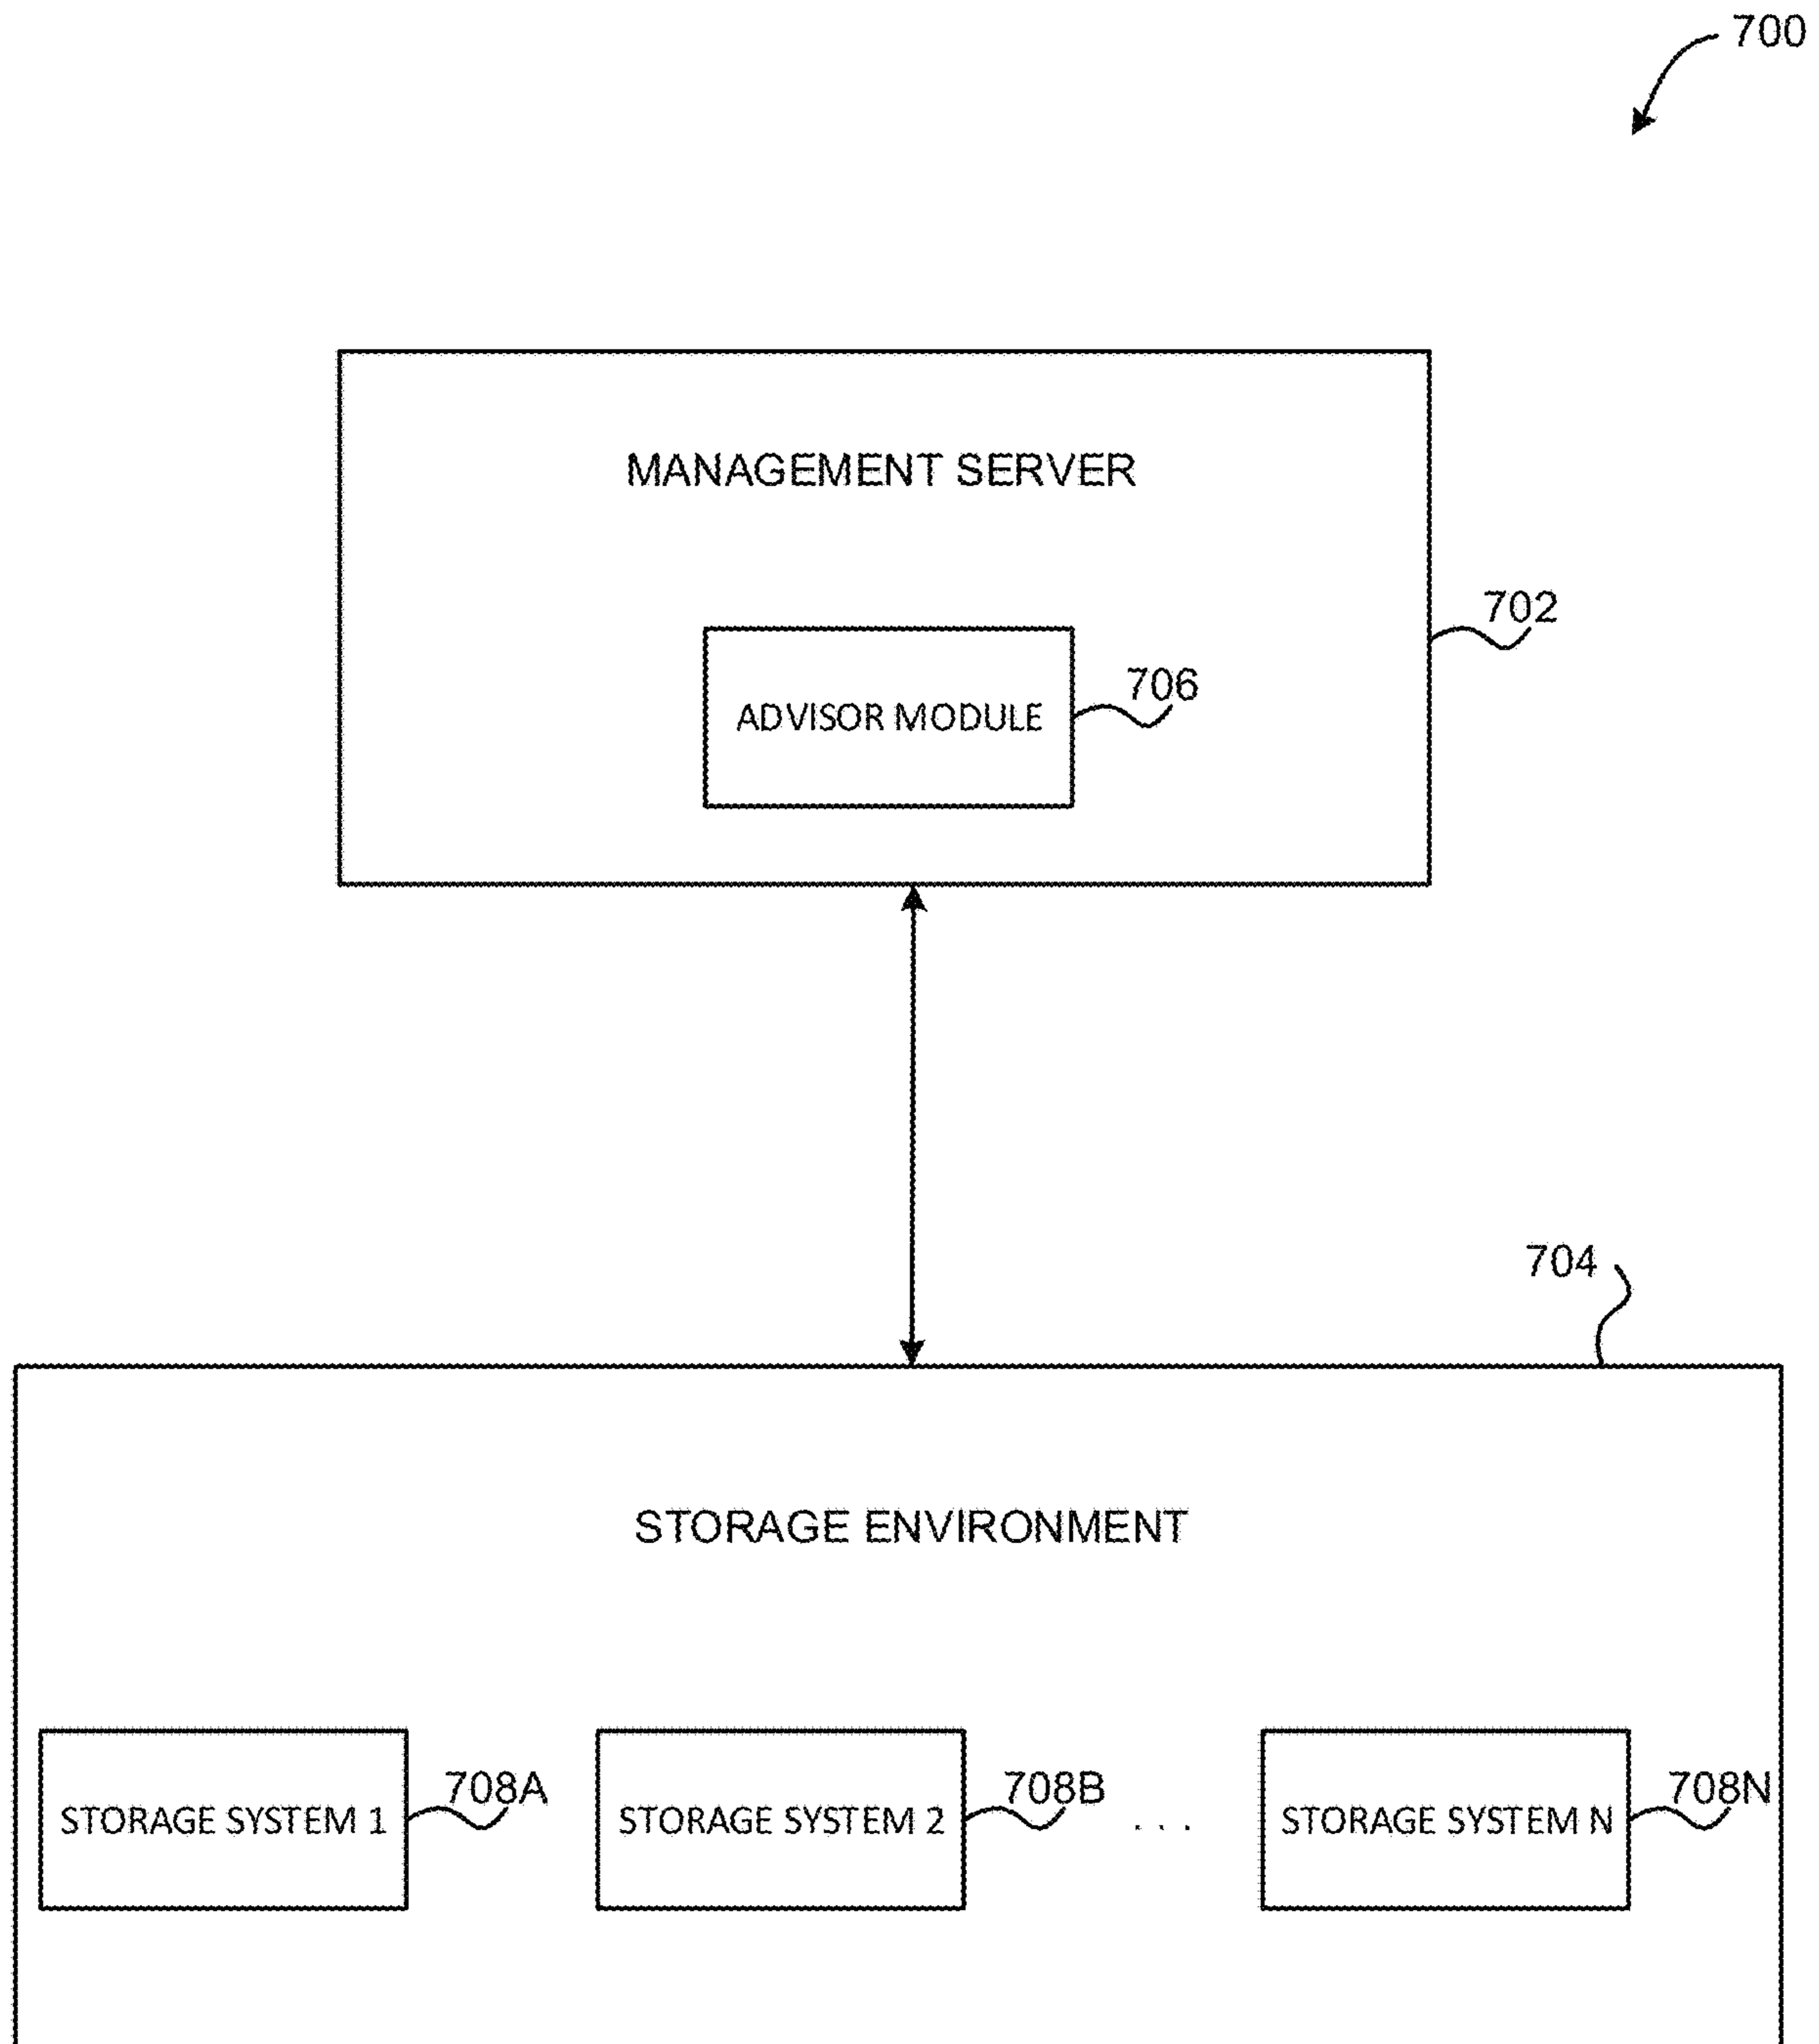 700
MANAGEMENT SERVER
702
706
ADVISOR MODULE
704
STORAGE ENVIRONMENT
708A
708B
708N
STORAGE SYSTEM 1
STORAGE SYSTEM 2
. . .
STORAGE SYSTEM N